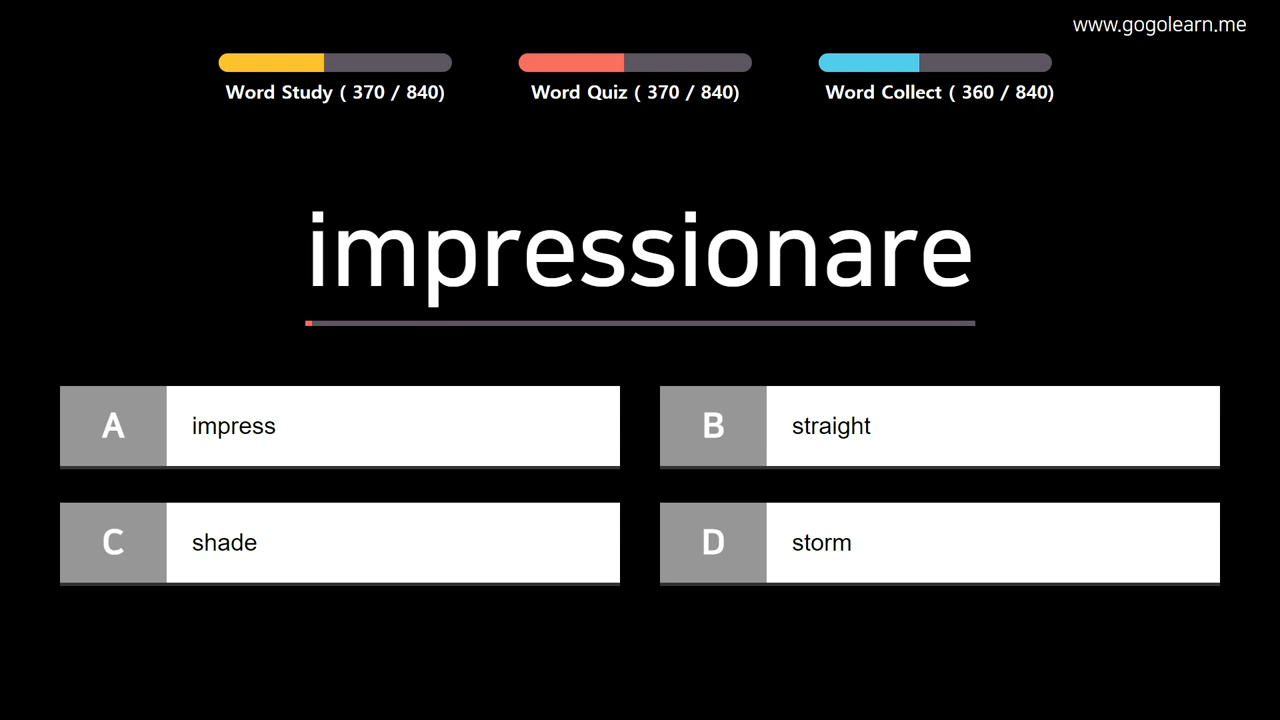 www.gogolearn.me
Word Study ( 370 / 840)
Word Quiz ( 370 / 840)
Word Collect ( 360 / 840)
impressionare
A impress
B straight
C shade
D storm